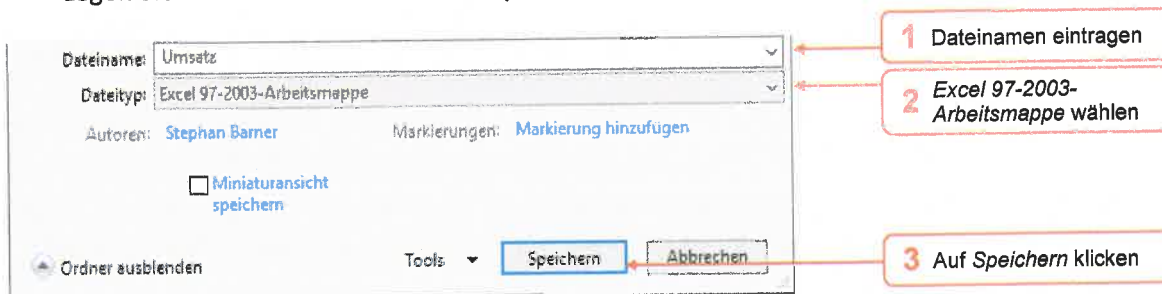 Dateiname: Umsatz
1 Dateinamen eintragen
Dateityp: Excel 97-2003-Arbeitsmappe
2 Excel 97-2003-
Arbeitsmappe wählen
Autoren: Stephan Barner Markierungen: Markierung hinzufügen
Miniaturansicht
speichern
Ordner ausblenden Tools Speichern Abbrechen
3 Auf Speichern klicken